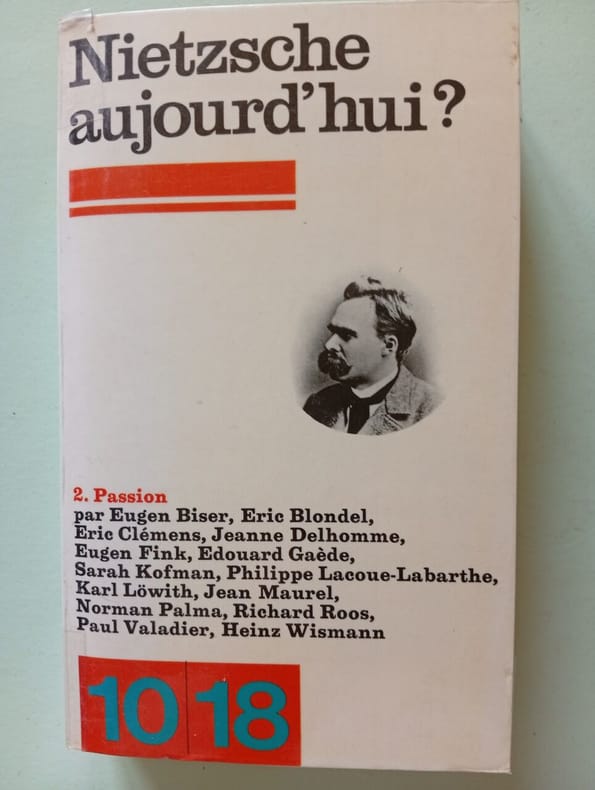 Nietzsche
aujourd'hui?
2. Passion
par Eugen Biser, Eric Blondel,
Eric Clémens, Jeanne Delhomme,
Eugen Fink, Edouard Gaède,
Sarah Kofman, Philippe Lacoue-Labarthe,
Karl Löwith, Jean Maurel,
Norman Palma, Richard Roos,
Paul Valadier, Heinz Wismann
10 18